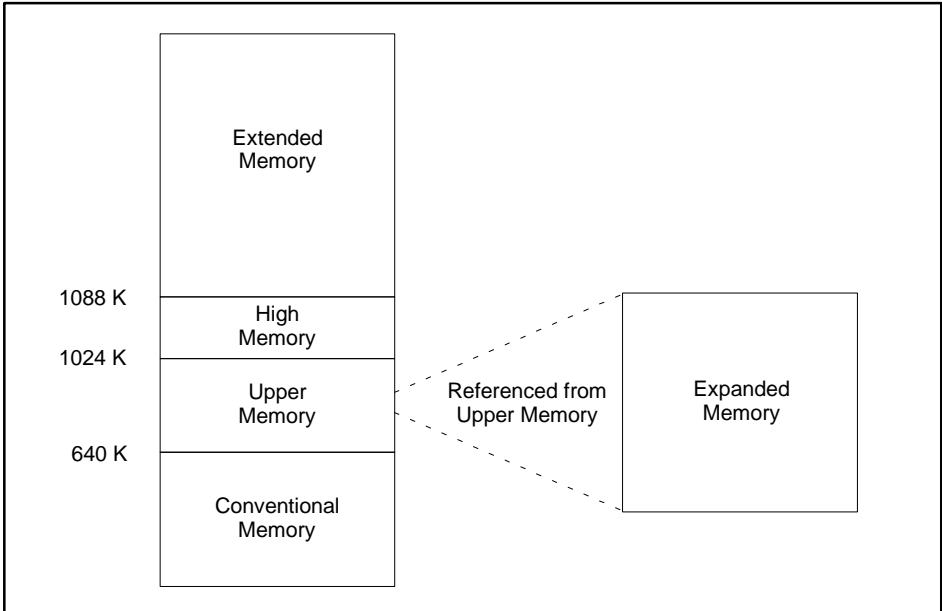 Extended
Memory
1088 K
High
Memory
1024 K
Upper
Memory
Referenced from
Upper Memory
Expanded
Memory
640 K
Conventional
Memory